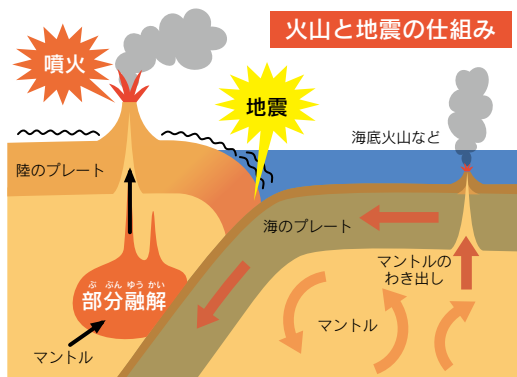 火山と地震の仕組み
噴火
地震
海底火山など
陸のプレート
海のプレート
マントルの
わき出し
ぶ ぶん ゆう かい
部分融解
マントル
マントル